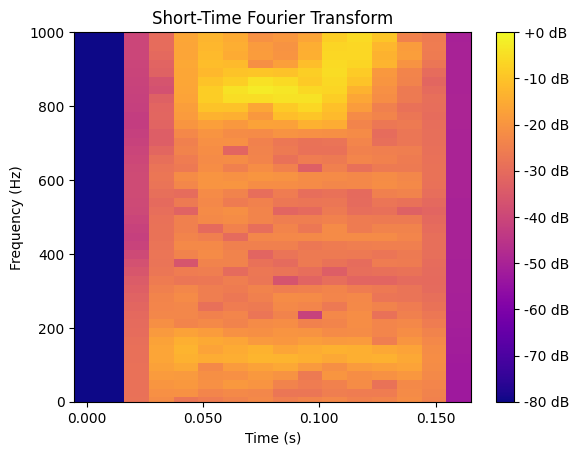 Short-Time Fourier Transform
1000
800
600
400
200
0
Frequency (Hz)
0.000
0.050
0.100
0.150
Time (s)
+0 dB
-10 dB
-20 dB
-30 dB
-40 dB
-50 dB
-60 dB
-70 dB
-80 dB